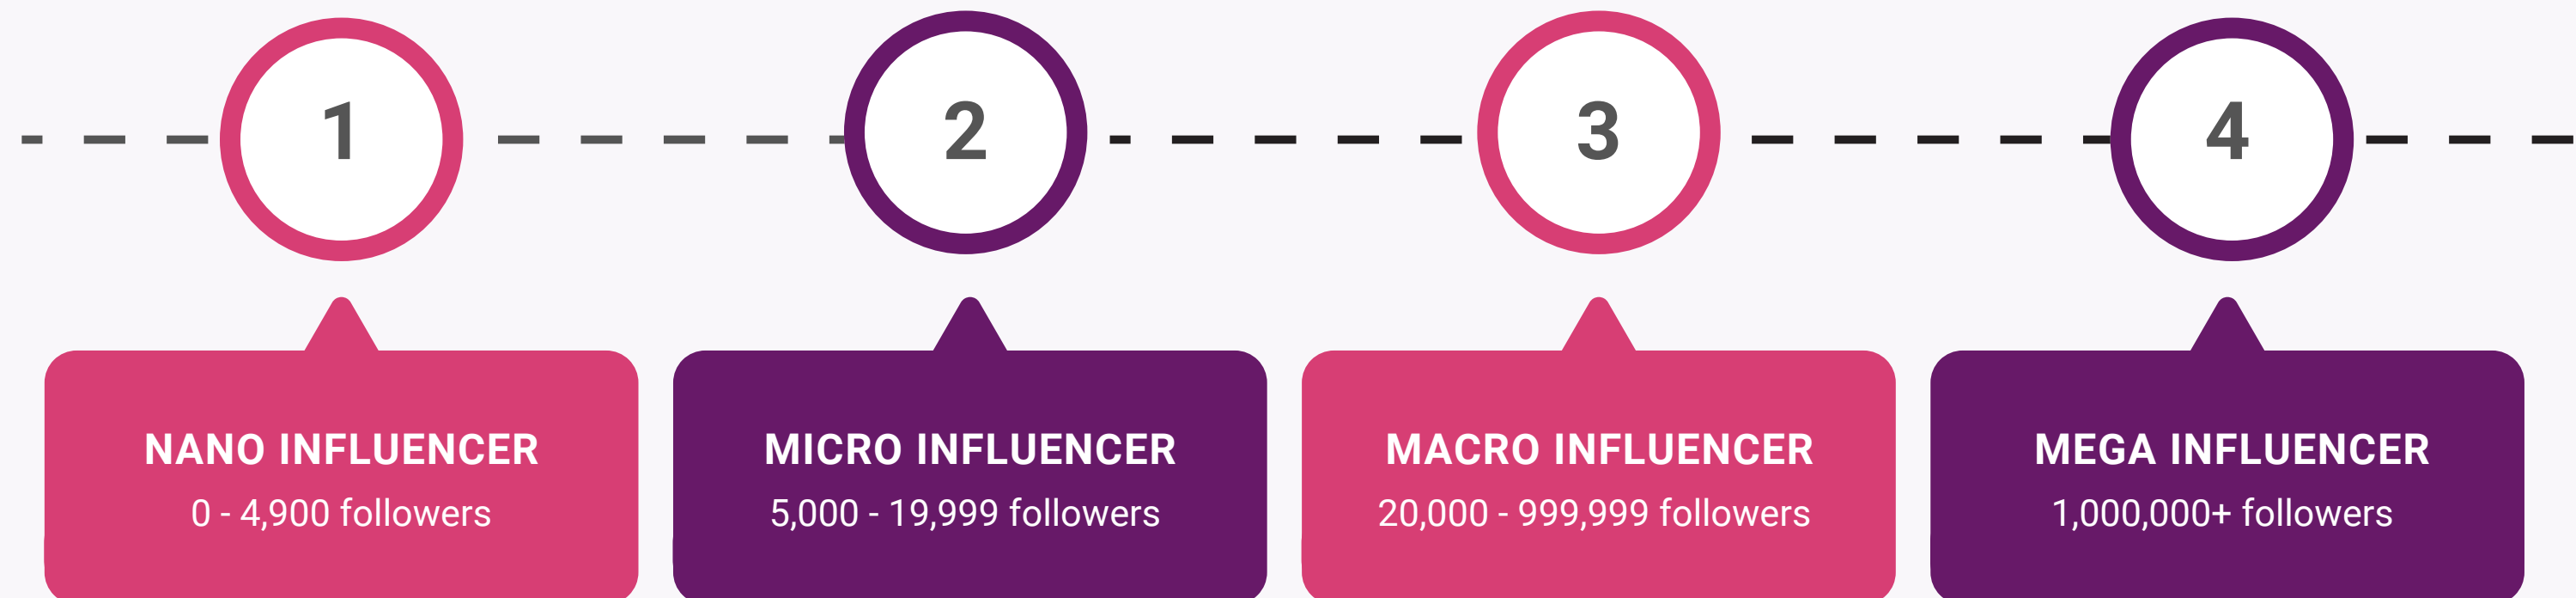 1
2
3
4
NANO INFLUENCER
0 - 4,900 followers
MICRO INFLUENCER
5,000 - 19,999 followers
MACRO INFLUENCER
20,000 - 999,999 followers
MEGA INFLUENCER
1,000,000+ followers